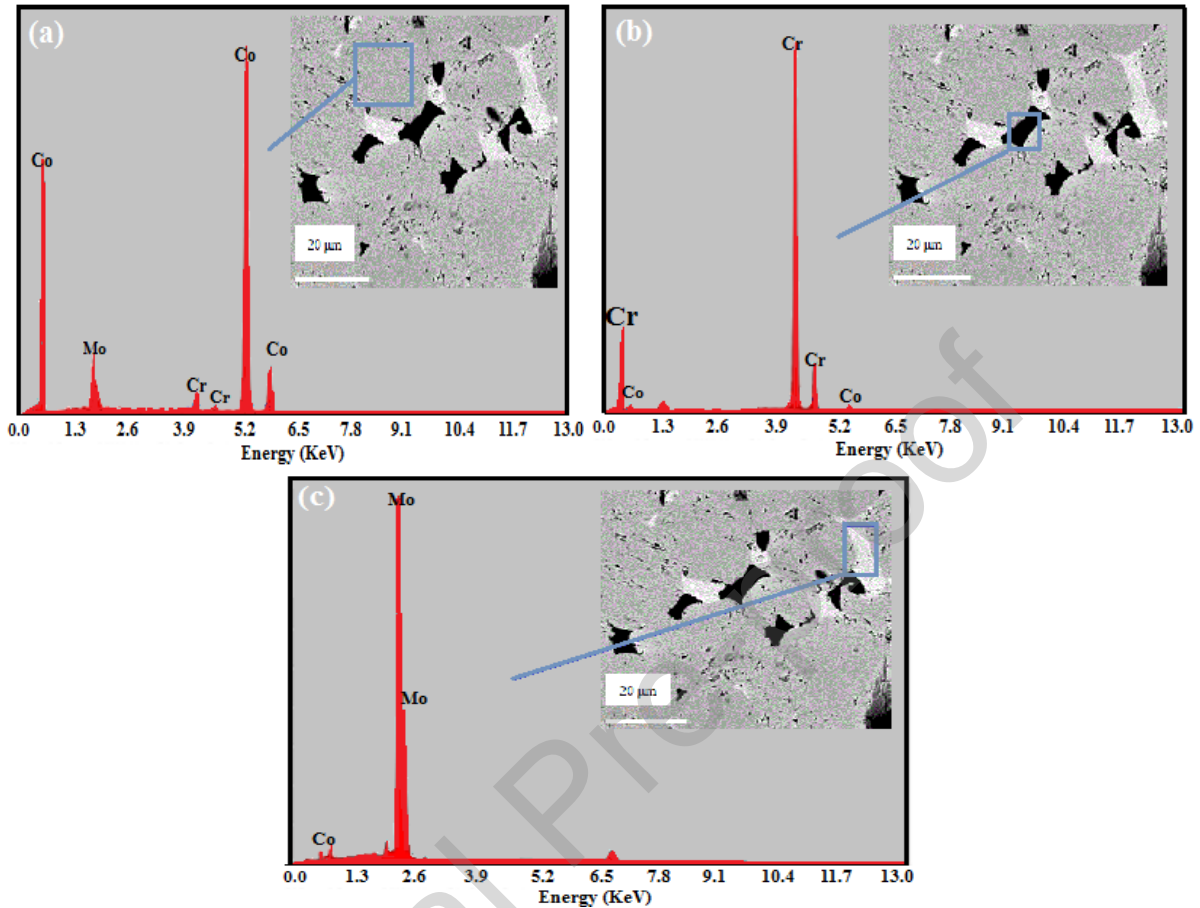 (a)
Co
Co
Mo
Cr
Cr
Co
20 µm
0.0 1.3 2.6 3.9 5.2 6.5 7.8 9.1 10.4 11.7 13.0
Energy (KeV)
(b)
Cr
Cr
Co
Cr
Co
0.0 1.3 2.6 3.9 5.2 6.5 7.8 9.1 10.4 11.7 13.0
Energy (KeV)
(c)
Mo
Mo
Co
20 µm
0.0 1.3 2.6 3.9 5.2 6.5 7.8 9.1 10.4 11.7 13.0
Energy (KeV)
20 µm
l Pre-proof